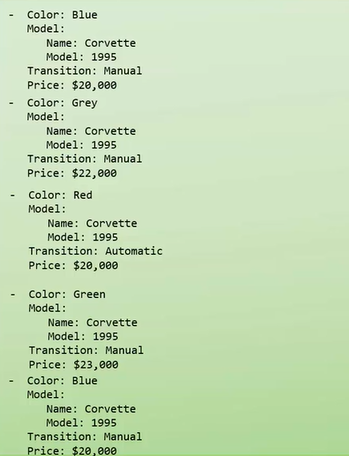 - Color: Blue
Model:
Name: Corvette
Model: 1995
Transition: Manual
Price: $20,000
- Color: Grey
Model:
Name: Corvette
Model: 1995
Transition: Manual
Price: $22,000
- Color: Red
Model:
Name: Corvette
Model: 1995
Transition: Automatic
Price: $20,000
- Color: Green
Model:
Name: Corvette
Model: 1995
Transition: Manual
Price: $23,000
- Color: Blue
Model:
Name: Corvette
Model: 1995
Transition: Manual
Price: $20,000